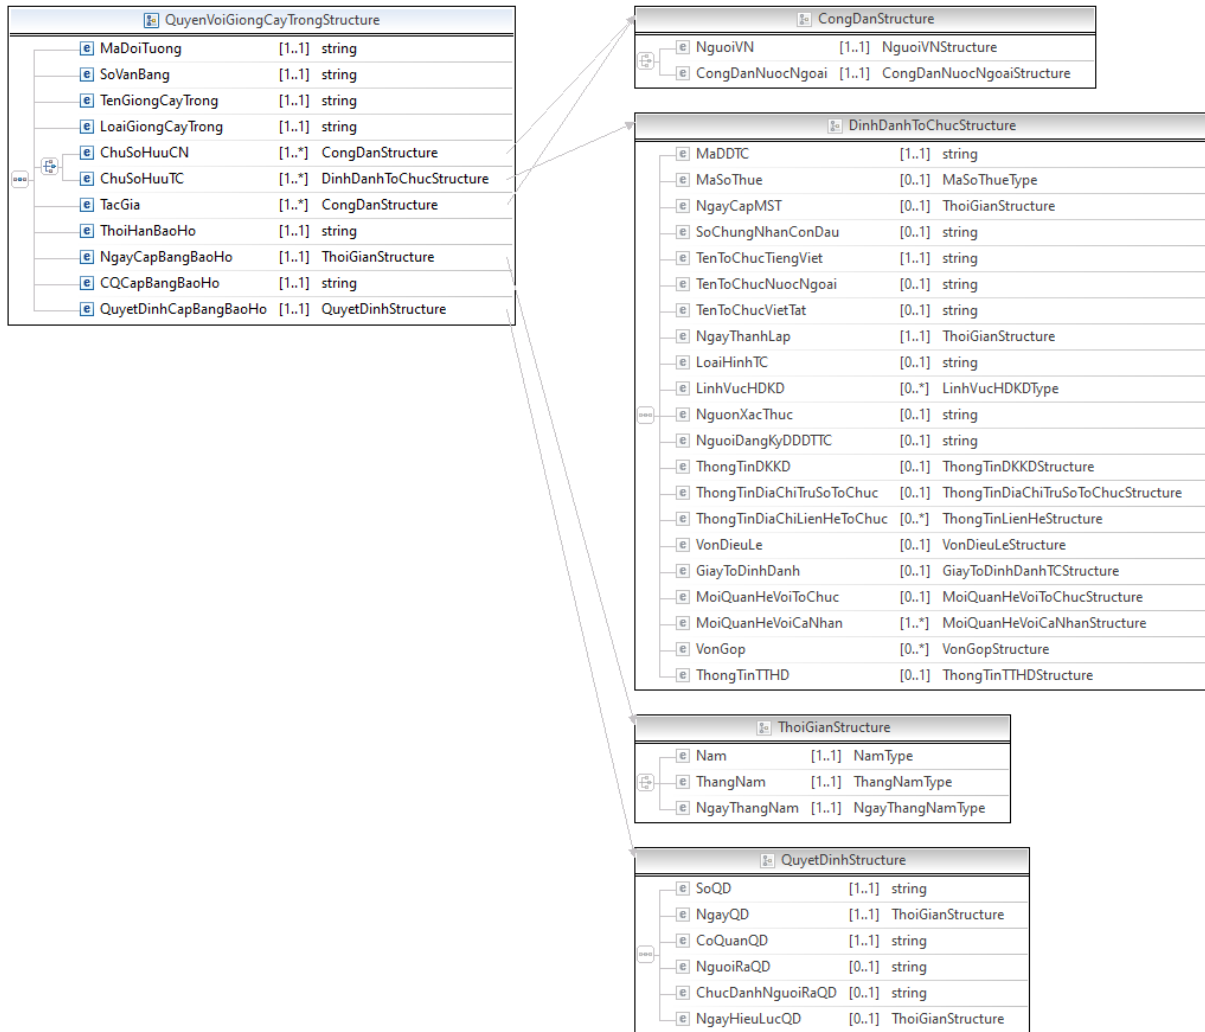 QuyenVoiGiongCayTrongStructure
MaDoiTuong [1..1] string
SoVanBang [1..1] string
TenGiongCayTrong [1..1] string
LoaiGiongCayTrong [1..1] string
ChuSoHuuCN [1..*] CongDanStructure
ChuSoHuuTC [1..*] DinhDanhToChucStructure
TacGia [1..*] CongDanStructure
ThoiHanBaoHo [1..1] string
NgayCapBangBaoHo [1..1] ThoiGianStructure
CQCapBangBaoHo [1..1] string
QuyetDinhCapBangBaoHo [1..1] QuyetDinhStructure
CongDanStructure
NguoiVN [1..1] NguoiVNStructure
CongDanNuocNgoai [1..1] CongDanNuocNgoaiStructure
DinhDanhToChucStructure
MaDDTC [1..1] string
MaSoThue [0..1] MaSoThueType
NgayCapMST [0..1] ThoiGianStructure
SoChungNhanConDau [0..1] string
TenToChucTiengViet [1..1] string
TenToChucNuocNgoai [0..1] string
TenToChucVietTat [0..1] string
NgayThanhLap [1..1] ThoiGianStructure
LoaiHinhTC [0..1] string
LinhVucHDKD [0..*] LinhVucHDKDType
NguonXacThuc [0..1] string
NguoiDangKyDDDTTC [0..1] string
ThongTinDKKD [0..1] ThongTinDKKDStructure
ThongTinDiaChiTruSoToChuc [0..1] ThongTinDiaChiTruSoToChucStructure
ThongTinDiaChiLienHeToChuc [0..*] ThongTinLienHeStructure
VonDieuLe [0..1] VonDieuLeStructure
GiayToDinhDanh [0..1] GiayToDinhDanhTCStructure
MoiQuanHeVoiToChuc [0..1] MoiQuanHeVoiToChucStructure
MoiQuanHeVoiCaNhan [1..*] MoiQuanHeVoiCaNhanStructure
VonGop [0..*] VonGopStructure
ThongTinTTHD [0..1] ThongTinTTHDStructure
ThoiGianStructure
Nam [1..1] NamType
ThangNam [1..1] ThangNamType
NgayThangNam [1..1] NgayThangNamType
QuyetDinhStructure
SoQD [1..1] string
NgayQD [1..1] ThoiGianStructure
CoQuanQD [1..1] string
NguoiRaQD [0..1] string
ChucDanhNguoiRaQD [0..1] string
NgayHieuLucQD [0..1] ThoiGianStructure